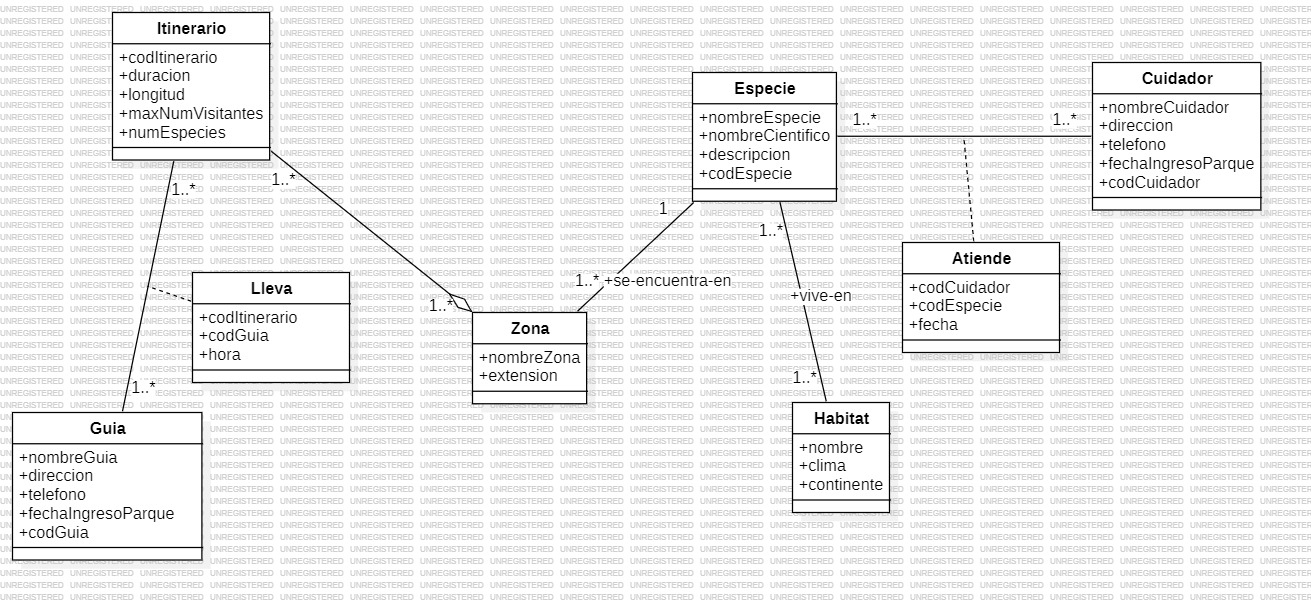 Itinerario
+codItinerario
+duracion
+longitud
+maxNumVisitantes
+numEspecies
1..*
1..*
Especie
+nombreEspecie
+nombreCientifico
+descripcion
+codEspecie
1..*
1..*
Cuidador
+nombreCuidador
+direccion
+telefono
+fechaIngresoParque
+codCuidador
1
1..*
Atiende
+codCuidador
+codEspecie
+fecha
Lleva
+codItinerario
+codGuia
+hora
1..*
1..* +se-encuentra-en
+vive-en
Zona
+nombreZona
+extension
1..*
1..*
Guia
+nombreGuia
+direccion
+telefono
+fechaIngresoParque
+codGuia
Habitat
+nombre
+clima
+continente
UNREGISTERED